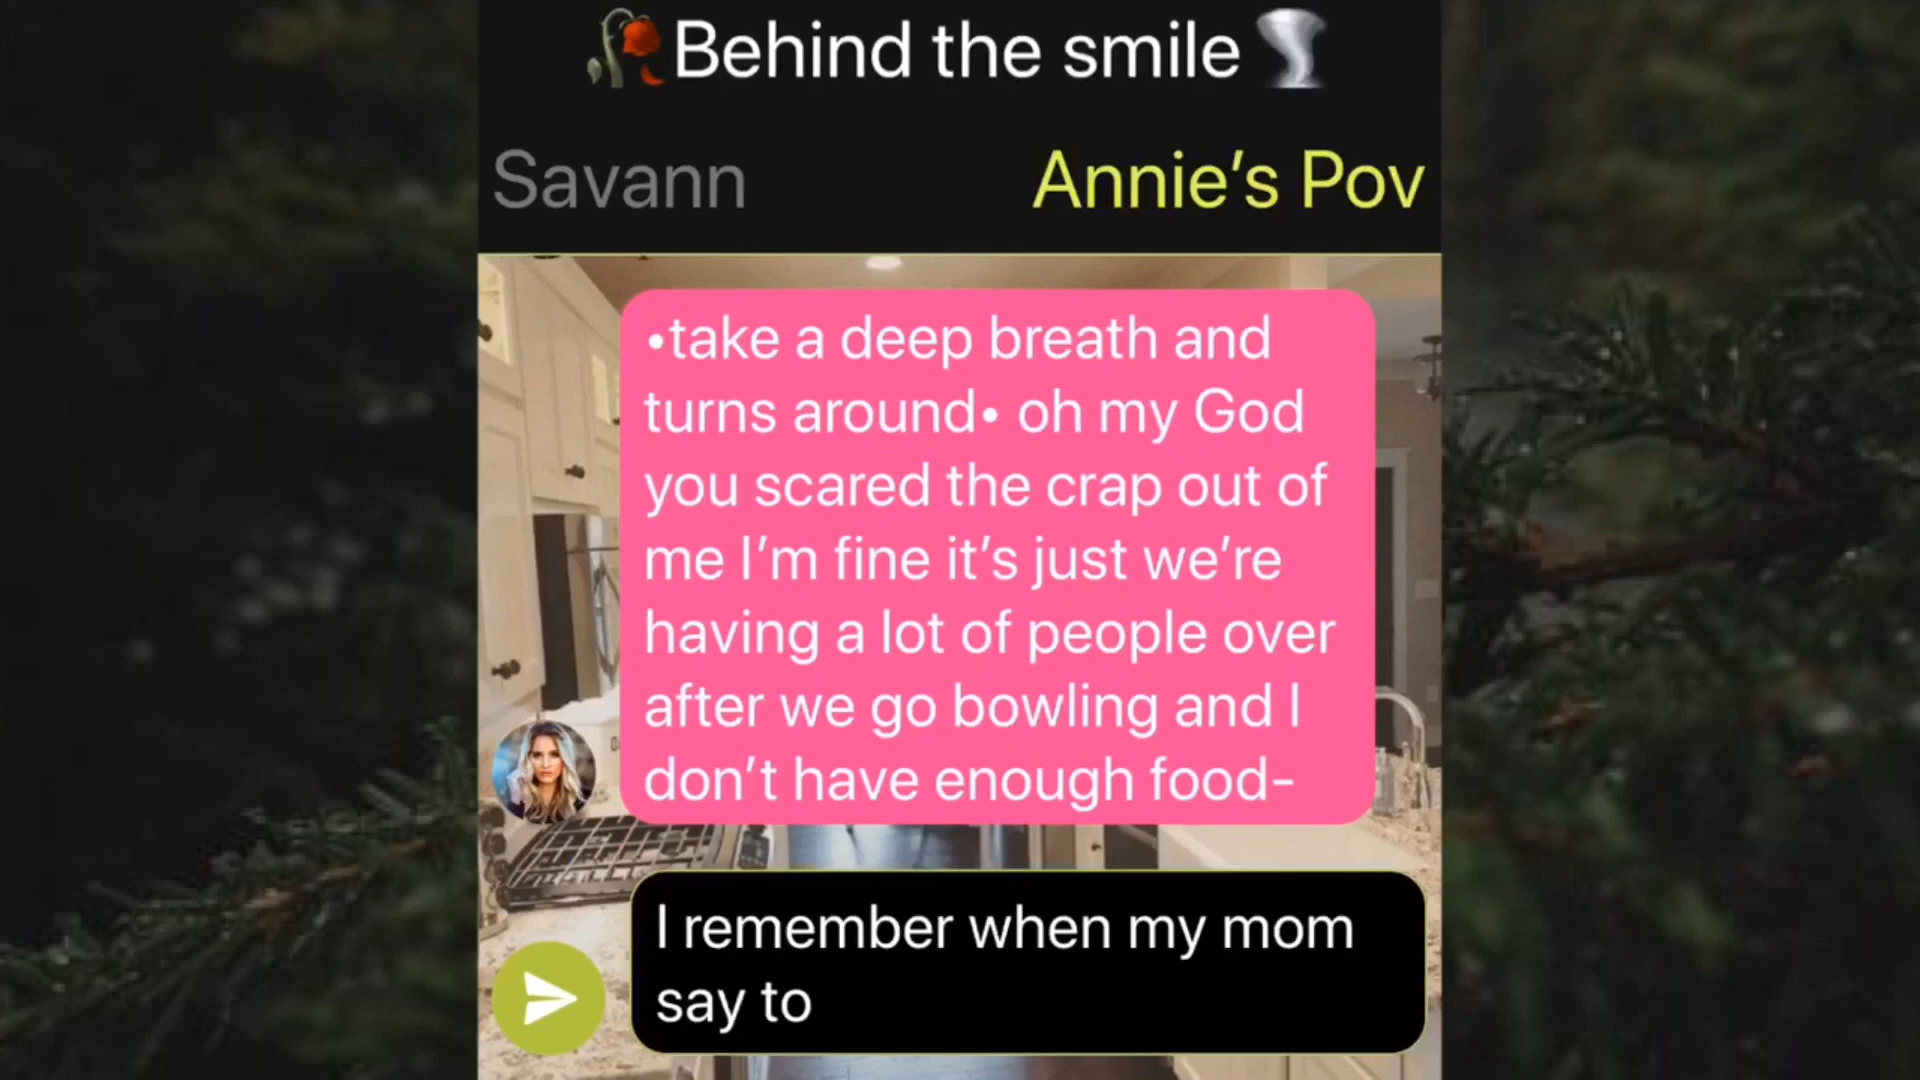 🥀Behind the smile🌪
Savann
Annie’s Pov
•take a deep breath and
turns around• oh my God
you scared the crap out of
me I’m fine it’s just we’re
having a lot of people over
after we go bowling and I
don’t have enough food-
I remember when my mom
say to